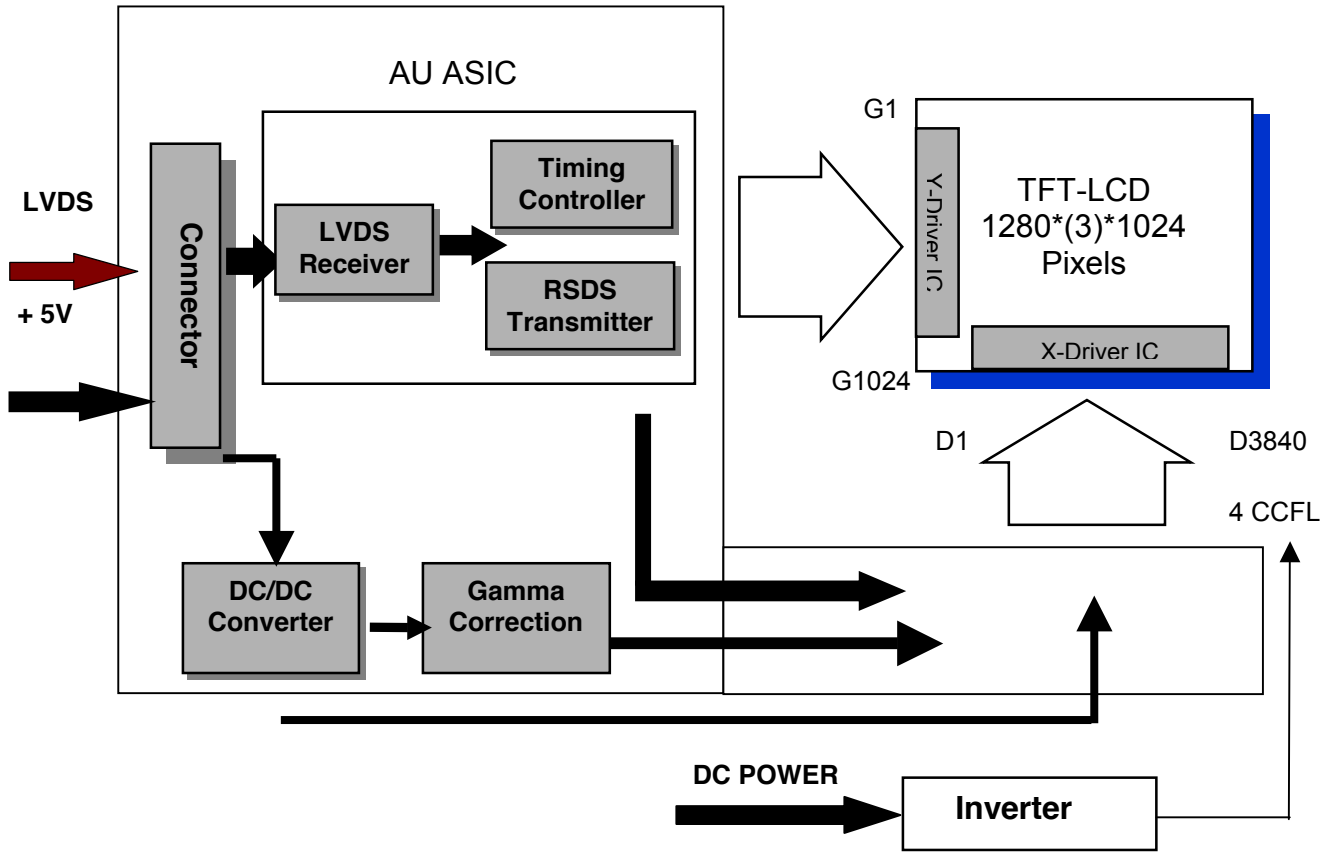 AU ASIC
LVDS
+ 5V
Connector
LVDS
Receiver
Timing
Controller
RSDS
Transmitter
G1
Y-Driver IC
TFT-LCD
1280*(3)*1024
Pixels
X-Driver IC
G1024
D1
D3840
4 CCFL
DC/DC
Converter
Gamma
Correction
DC POWER
Inverter